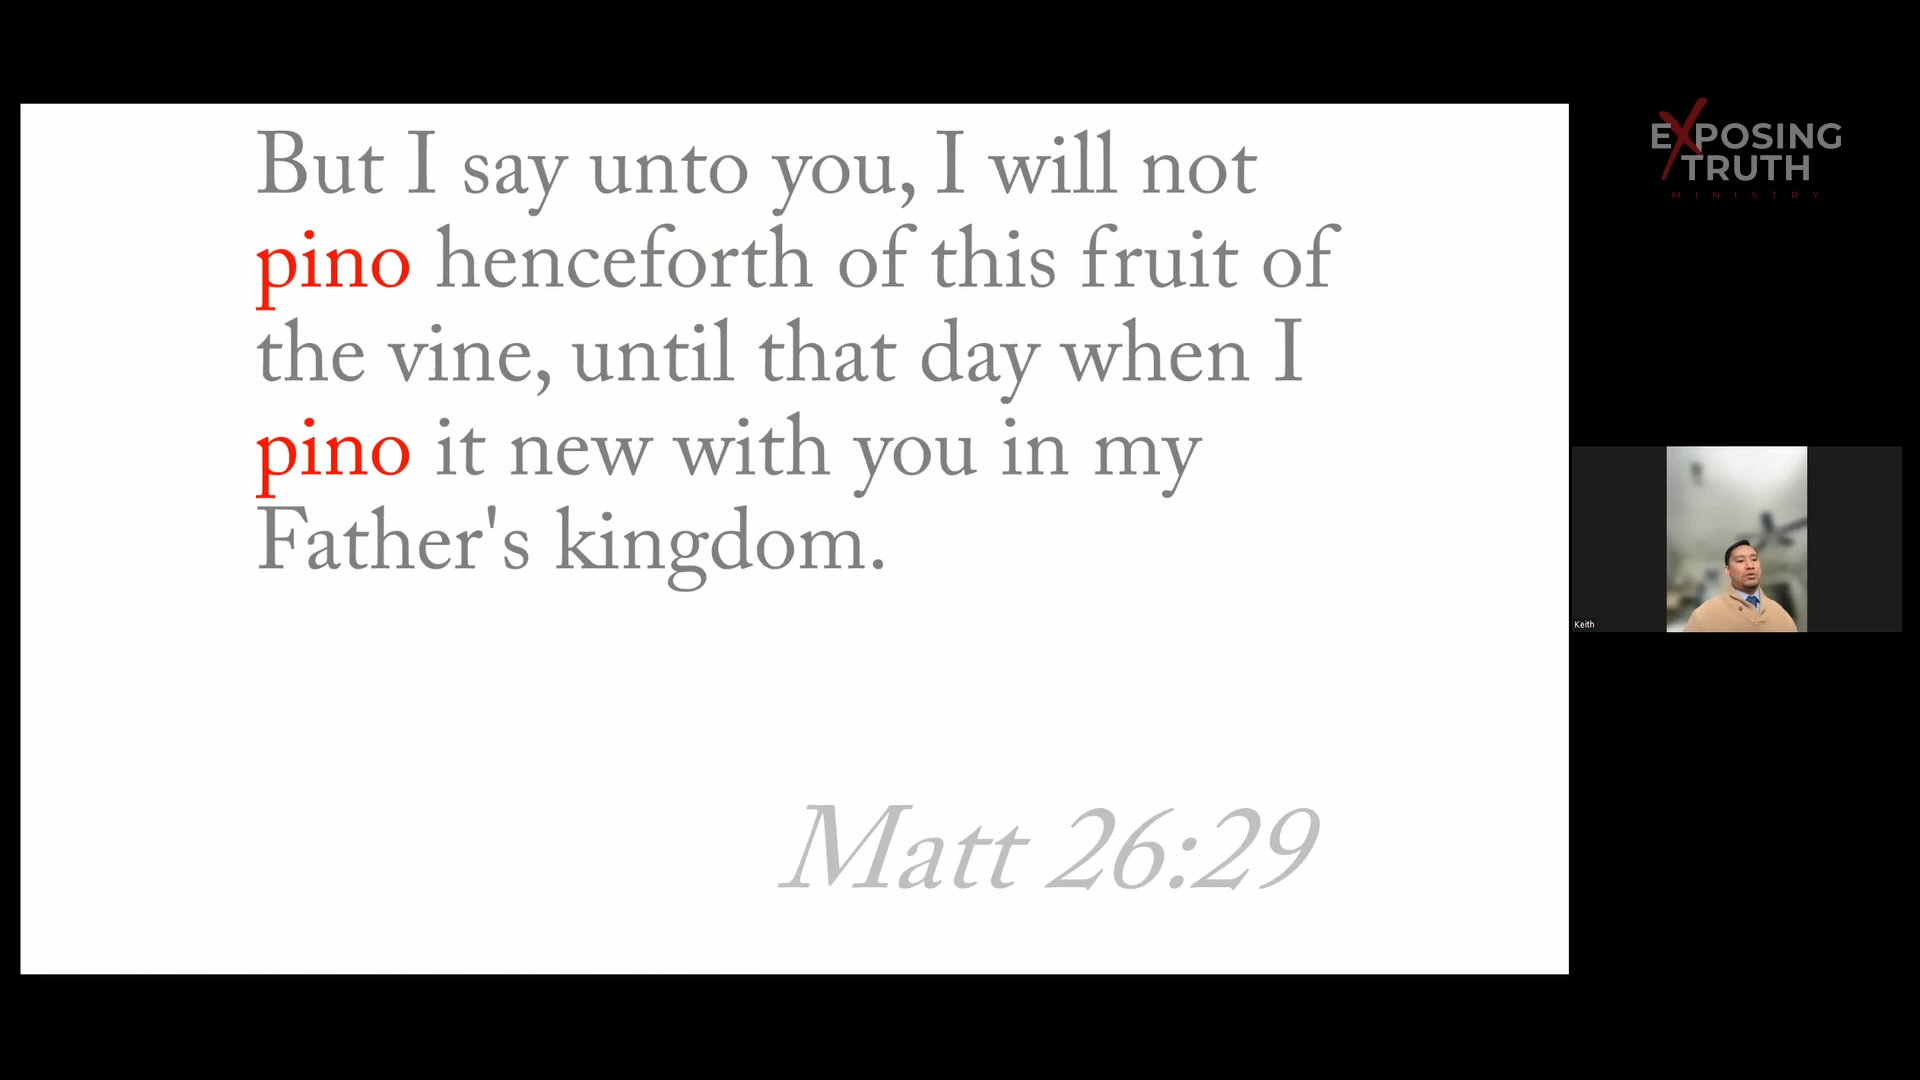 But I say unto you, I will not
pino henceforth of this fruit of
the vine, until that day when I
pino it new with you in my
Father's kingdom.
Matt 26:29
EXPOSING
TRUTH
MINISTRY
Keith